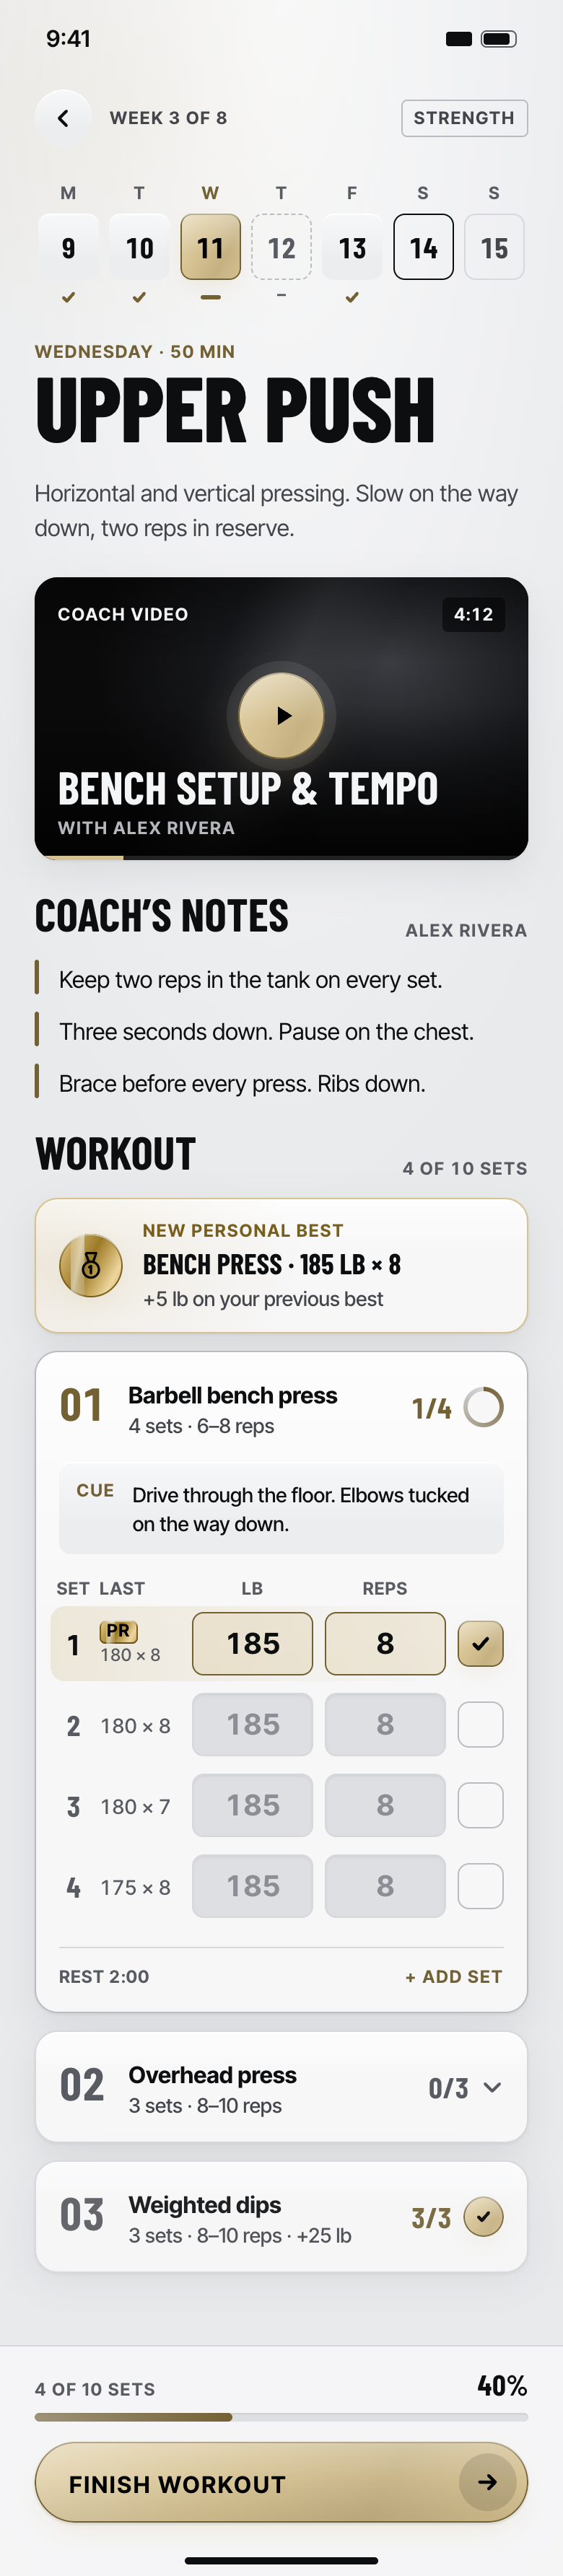 9:41
WEEK 3 OF 8
STRENGTH
M T W T F S S
9 10 11 12 13 14 15
WEDNESDAY · 50 MIN
UPPER PUSH
Horizontal and vertical pressing. Slow on the way
down, two reps in reserve.
COACH VIDEO
4:12
BENCH SETUP & TEMPO
WITH ALEX RIVERA
COACH’S NOTES
ALEX RIVERA
Keep two reps in the tank on every set.
Three seconds down. Pause on the chest.
Brace before every press. Ribs down.
WORKOUT
4 OF 10 SETS
NEW PERSONAL BEST
1
BENCH PRESS · 185 LB × 8
+5 lb on your previous best
01
Barbell bench press
1/4
4 sets · 6–8 reps
CUE
Drive through the floor. Elbows tucked
on the way down.
SET LAST LB REPS
1 PR 180 × 8 185 8
2 180 × 8 185 8
3 180 × 7 185 8
4 175 × 8 185 8
REST 2:00
+ ADD SET
02
Overhead press
0/3
3 sets · 8–10 reps
03
Weighted dips
3/3
3 sets · 8–10 reps · +25 lb
4 OF 10 SETS
40%
FINISH WORKOUT